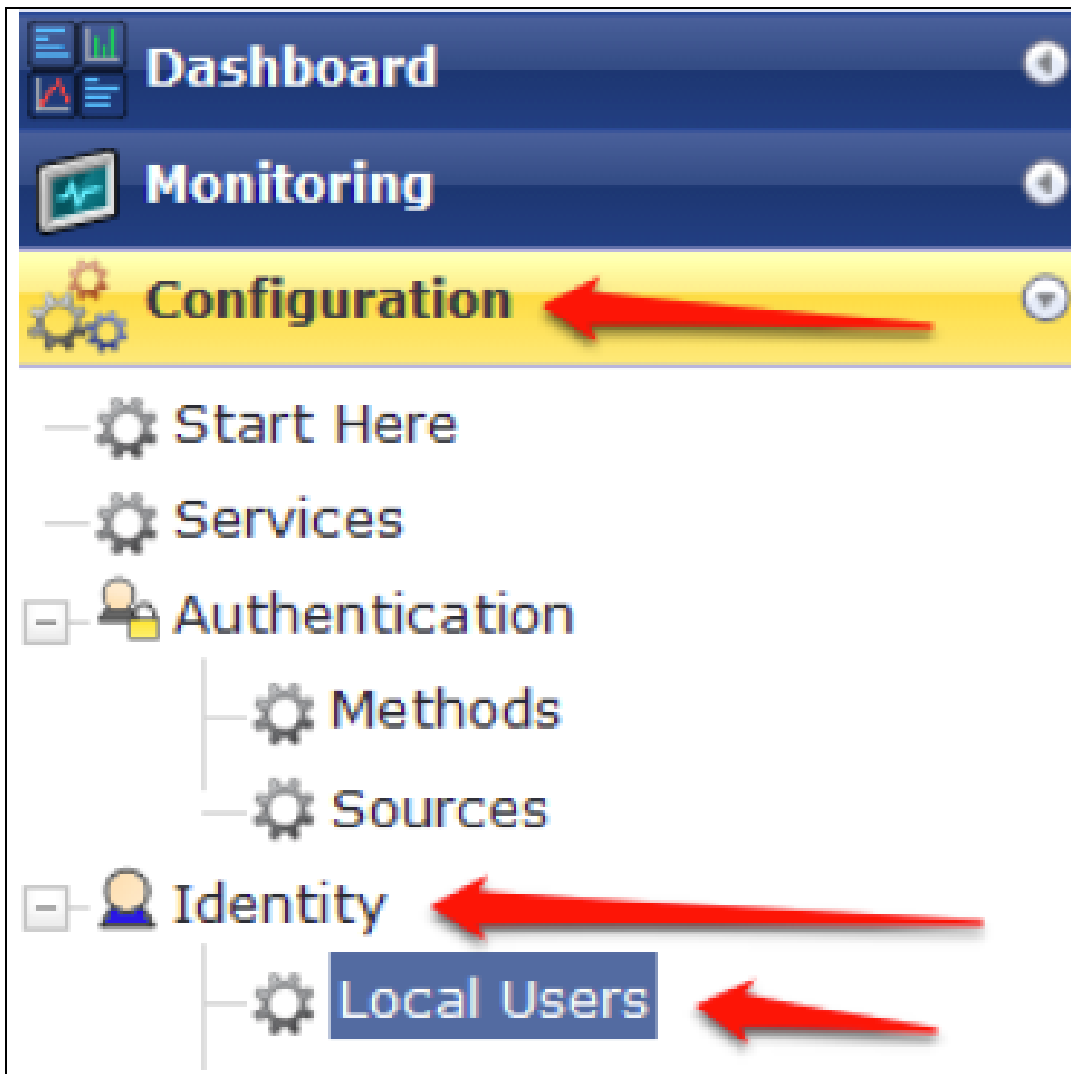 Dashboard
Monitoring
Configuration
Start Here
Services
Authentication
Methods
Sources
Identity
Local Users